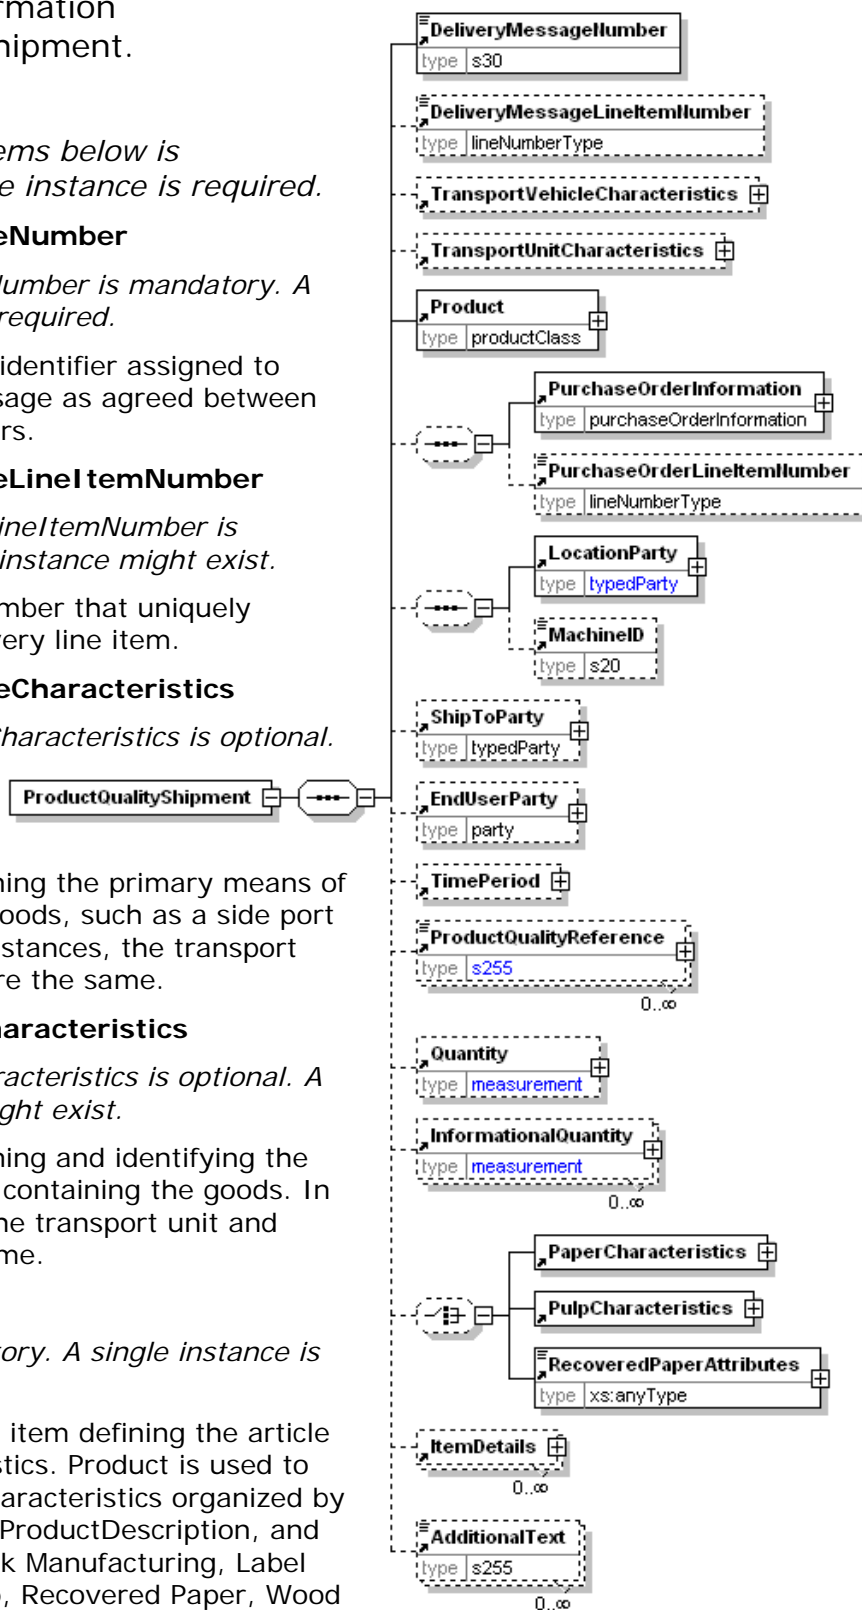 rmation
hipment.
ems below is
e instance is required.
eNumber
Number is mandatory. A
required.
identifier assigned to
sage as agreed between
rs.
eLineItemNumber
LineItemNumber is
instance might exist.
mber that uniquely
very line item.
eCharacteristics
Characteristics is optional.
ProductQualityShipment
ning the primary means of
oods, such as a side port
stances, the transport
re the same.
haracteristics
racteristics is optional. A
ght exist.
ning and identifying the
containing the goods. In
he transport unit and
me.
ory. A single instance is
item defining the article
stics. Product is used to
haracteristics organized by
ProductDescription, and
k Manufacturing, Label
, Recovered Paper, Wood
DeliveryMessageNumber
type s30
DeliveryMessageLineItemNumber
type lineNumberType
TransportVehicleCharacteristics
TransportUnitCharacteristics
Product
type productClass
PurchaseOrderInformation
type purchaseOrderInformation
PurchaseOrderLineItemNumber
type lineNumberType
LocationParty
type typedParty
MachineID
type s20
ShipToParty
type typedParty
EndUserParty
type party
TimePeriod
ProductQualityReference
type s255
0..∞
Quantity
type measurement
InformationalQuantity
type measurement
0..∞
PaperCharacteristics
PulpCharacteristics
RecoveredPaperAttributes
type xs:anyType
ItemDetails
0..∞
AdditionalText
type s255
0..∞